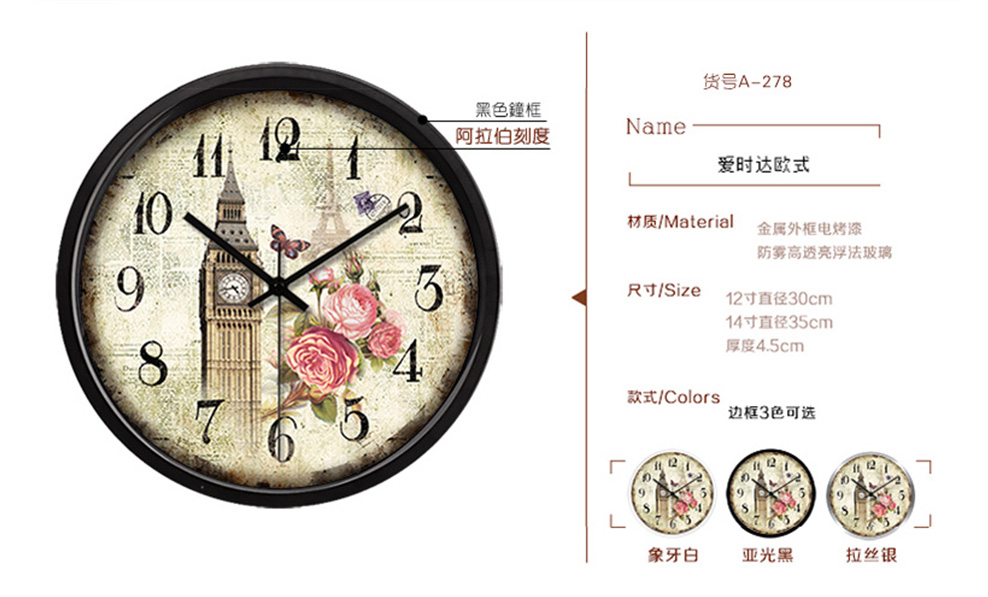 黑色鐘框
阿拉伯刻度
12
11
1
10
2
9
3
8
4
7
5
6
货号A-278
Name
爱时达欧式
材质/Material
金属外框电烤漆
防雾高透亮浮法玻璃
尺寸/Size
12寸直径30cm
14寸直径35cm
厚度4.5cm
款式/Colors
边框3色可选
象牙白
亚光黑
拉丝银